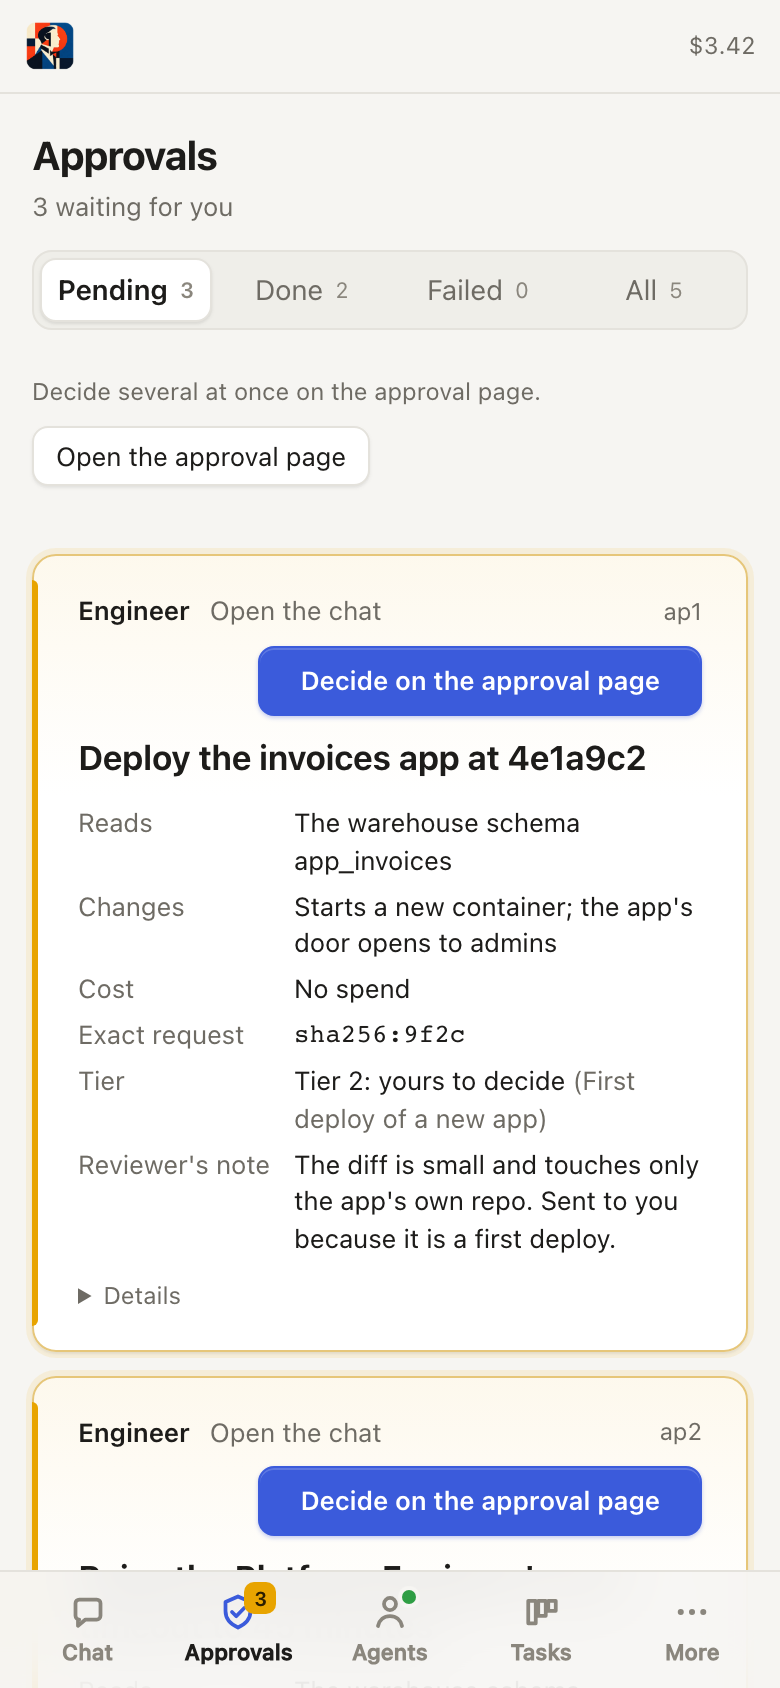 $3.42
Approvals
3 waiting for you
Pending 3 Done 2 Failed 0 All 5
Decide several at once on the approval page.
Open the approval page
Engineer Open the chat ap1
Decide on the approval page
Deploy the invoices app at 4e1a9c2
Reads The warehouse schema
app_invoices
Changes Starts a new container; the app's
door opens to admins
Cost No spend
Exact request sha256:9f2c
Tier Tier 2: yours to decide (First
deploy of a new app)
Reviewer's note The diff is small and touches only
the app's own repo. Sent to you
because it is a first deploy.
Details
Engineer Open the chat ap2
Decide on the approval page
3
Chat Approvals Agents Tasks More